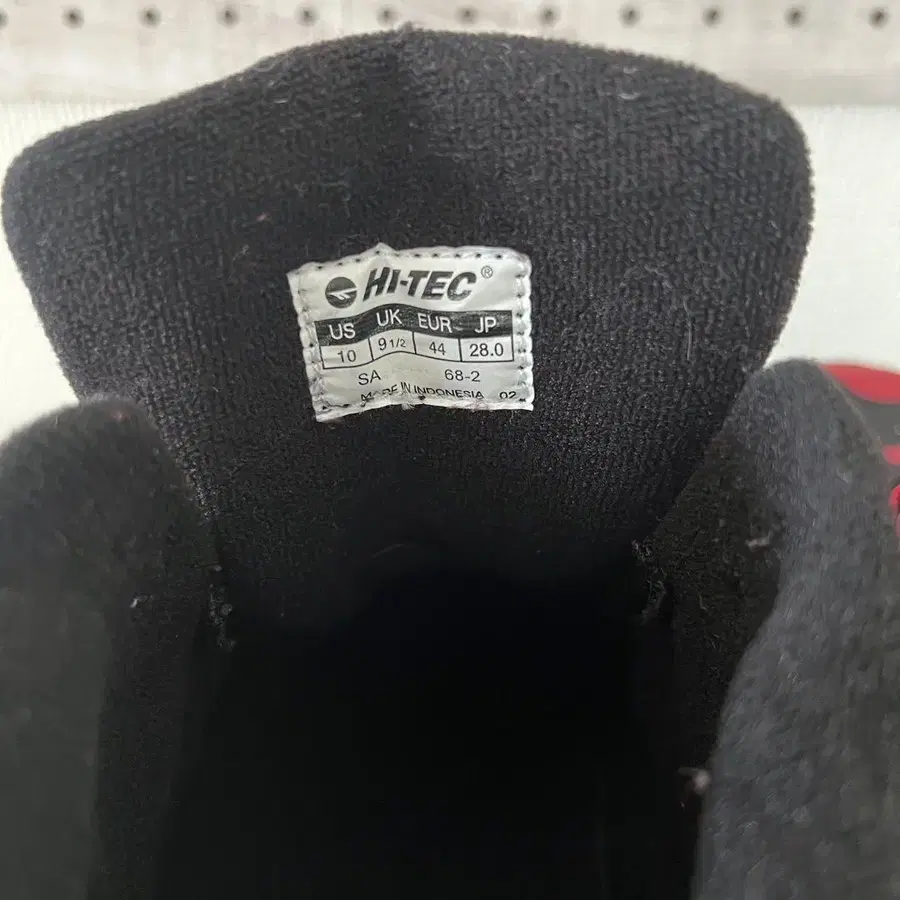 HI-TEC®
US UK EUR JP
10 9 1/2 44 28.0
SA 68-2
MADE IN INDONESIA 02